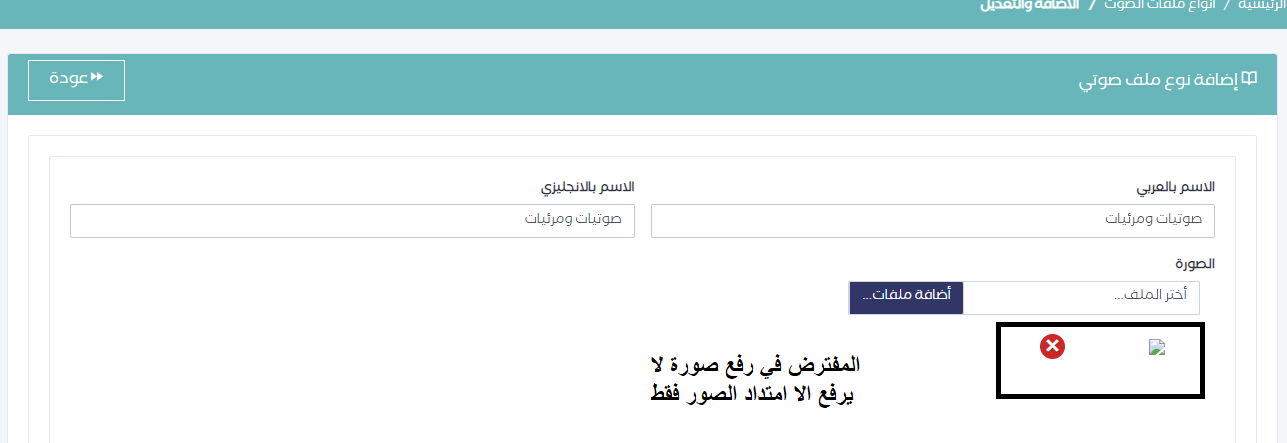 الرئيسية / أنواع ملفات الصوت / الاضافة والتعديل
إضافة نوع ملف صوتي
عودة
الاسم بالعربي
الاسم بالانجليزي
صوتيات ومرئيات
صوتيات ومرئيات
الصورة
أختر الملف...
أضافة ملفات...
المفترض في رفع صورة لا
يرفع الا امتداد الصور فقط